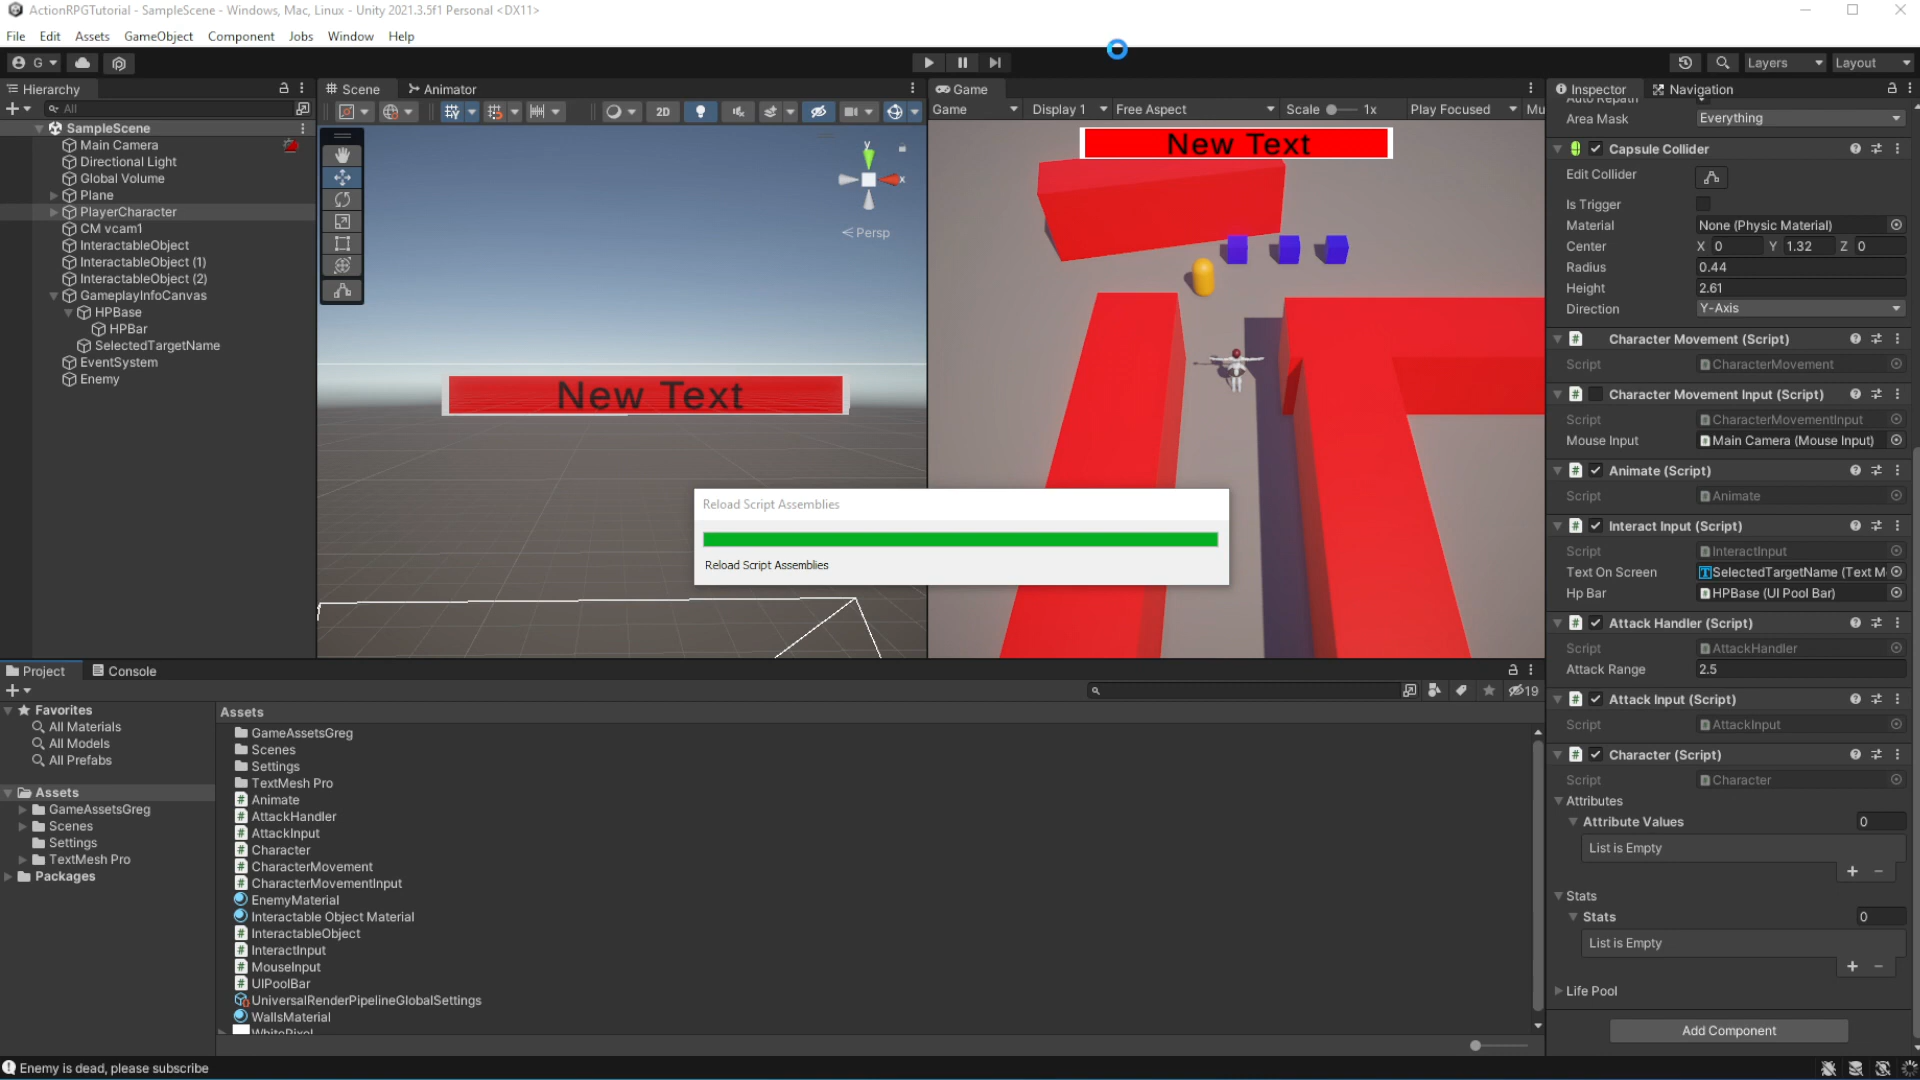 ActionRPGTutorial - SampleScene - Windows, Mac, Linux - Unity 2021.3.5f1 Personal <DX11>
File Edit Assets GameObject Component Jobs Window Help
G
Layers Layout
Hierarchy
All
SampleScene
Main Camera
Directional Light
Global Volume
Plane
PlayerCharacter
CM vcam1
InteractableObject
InteractableObject (1)
InteractableObject (2)
GameplayInfoCanvas
HPBase
HPBar
SelectedTargetName
EventSystem
Enemy
Scene Animator
2D
y
x
Persp
New Text
Game
Game Display 1 Free Aspect Scale 1x Play Focused Mu
New Text
Reload Script Assemblies
Reload Script Assemblies
Inspector Navigation
Auto Repath
Area Mask Everything
Capsule Collider
Edit Collider
Is Trigger
Material None (Physic Material)
Center X 0 Y 1.32 Z 0
Radius 0.44
Height 2.61
Direction Y-Axis
Character Movement (Script)
Script CharacterMovement
Character Movement Input (Script)
Script CharacterMovementInput
Mouse Input Main Camera (Mouse Input)
Animate (Script)
Script Animate
Interact Input (Script)
Script InteractInput
Text On Screen SelectedTargetName (Text M
Hp Bar HPBase (UI Pool Bar)
Attack Handler (Script)
Script AttackHandler
Attack Range 2.5
Attack Input (Script)
Script AttackInput
Character (Script)
Script Character
Attributes
Attribute Values 0
List is Empty
+ -
Stats
Stats 0
List is Empty
+ -
Life Pool
Add Component
Project Console
19
Favorites
All Materials
All Models
All Prefabs
Assets
GameAssetsGreg
Scenes
Settings
TextMesh Pro
Packages
Assets
GameAssetsGreg
Scenes
Settings
TextMesh Pro
Animate
AttackHandler
AttackInput
Character
CharacterMovement
CharacterMovementInput
EnemyMaterial
Interactable Object Material
InteractableObject
InteractInput
MouseInput
UIPoolBar
UniversalRenderPipelineGlobalSettings
WallsMaterial
WhitePixel
Enemy is dead, please subscribe